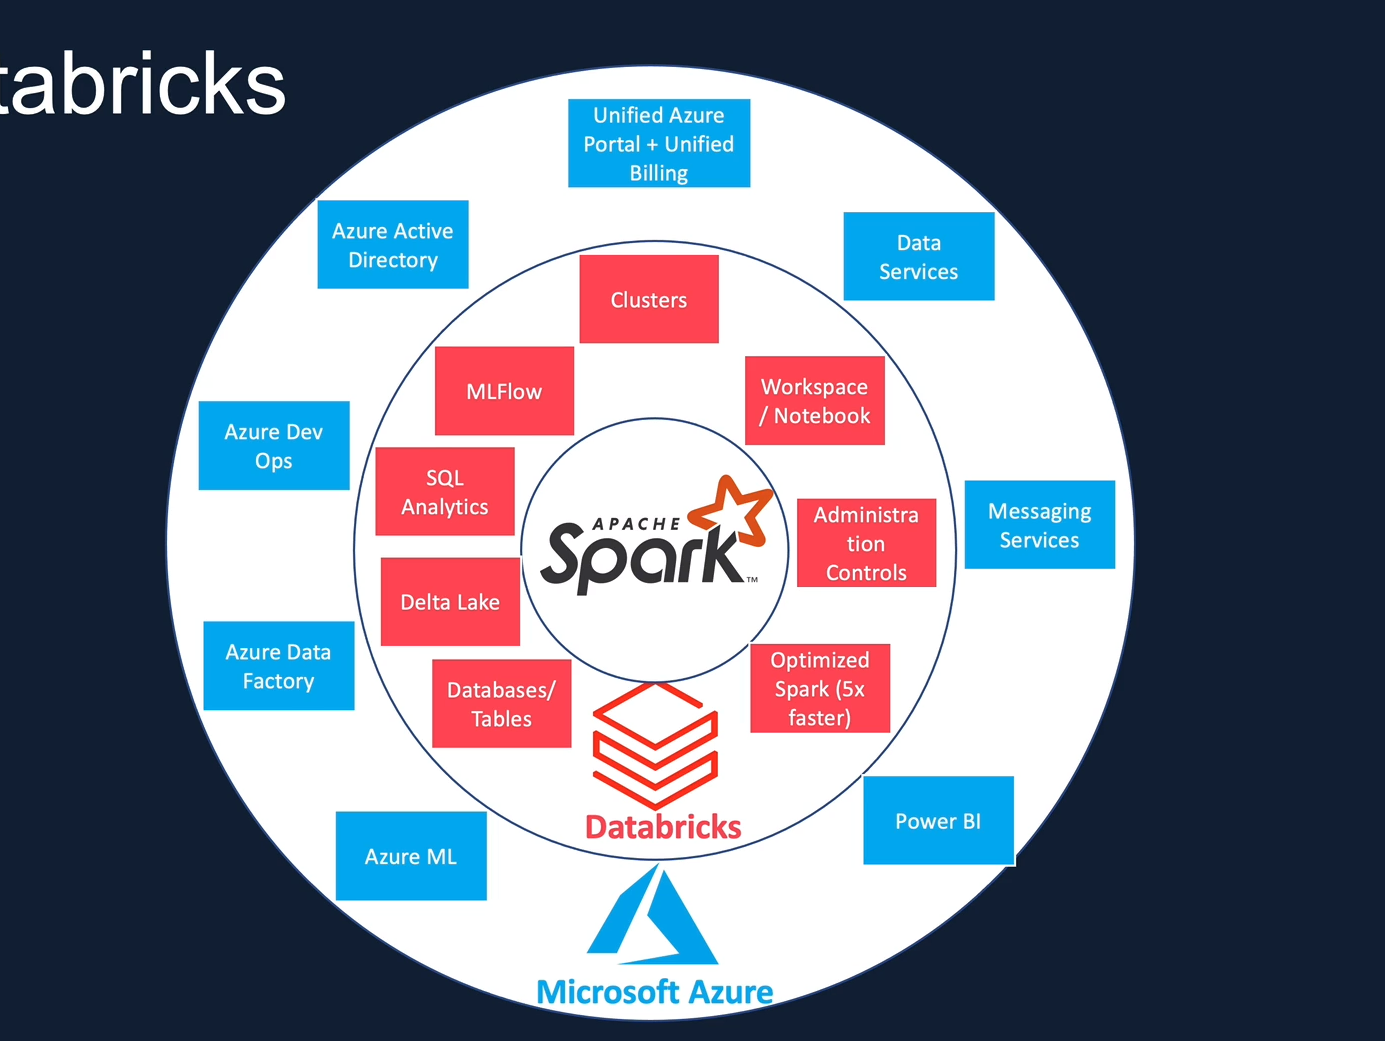 tabricks
Unified Azure
Portal + Unified
Billing
Azure Active
Directory
Data
Services
Clusters
MLFlow
Workspace
/ Notebook
Azure Dev
Ops
SQL
Analytics
APACHE
Spark™
Administra
tion
Controls
Messaging
Services
Delta Lake
Azure Data
Factory
Databases/
Tables
Optimized
Spark (5x
faster)
Databricks
Power BI
Azure ML
Microsoft Azure